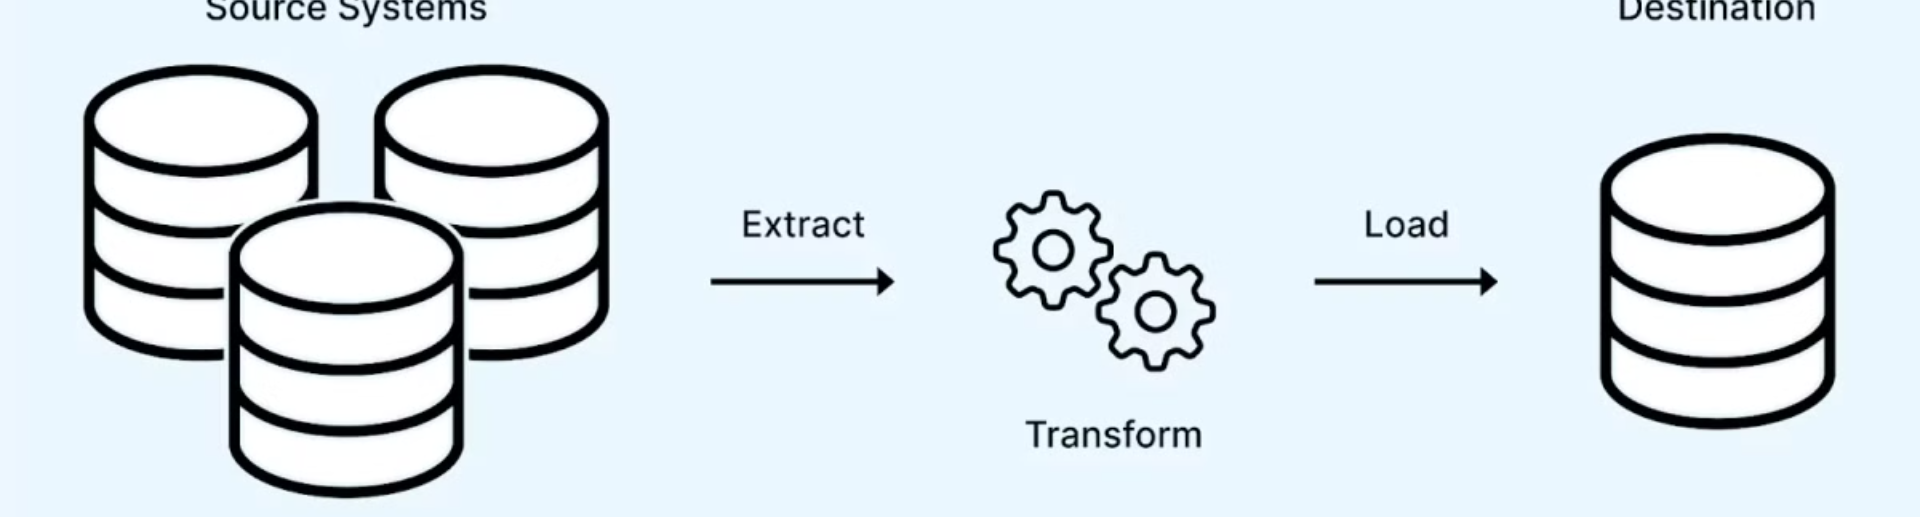 Source Systems
Destination
Extract
Load
Transform